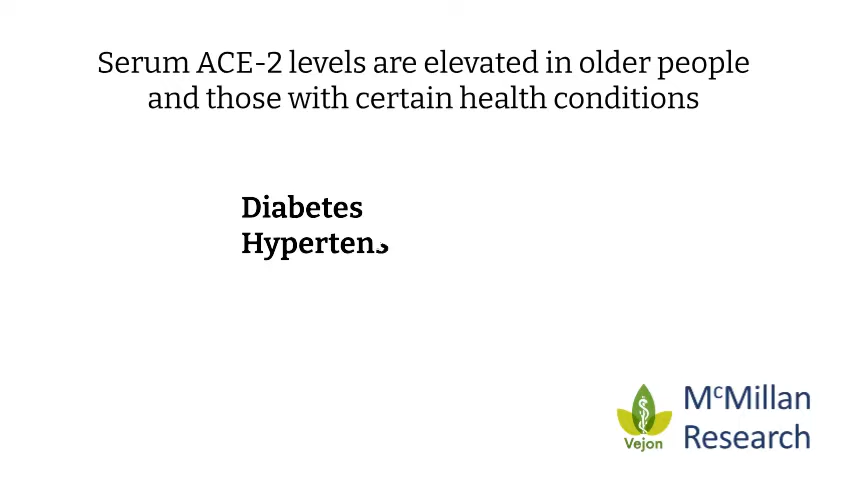 Serum ACE-2 levels are elevated in older people
and those with certain health conditions
Diabetes
Hypertens
McMillan
Research
Vejon